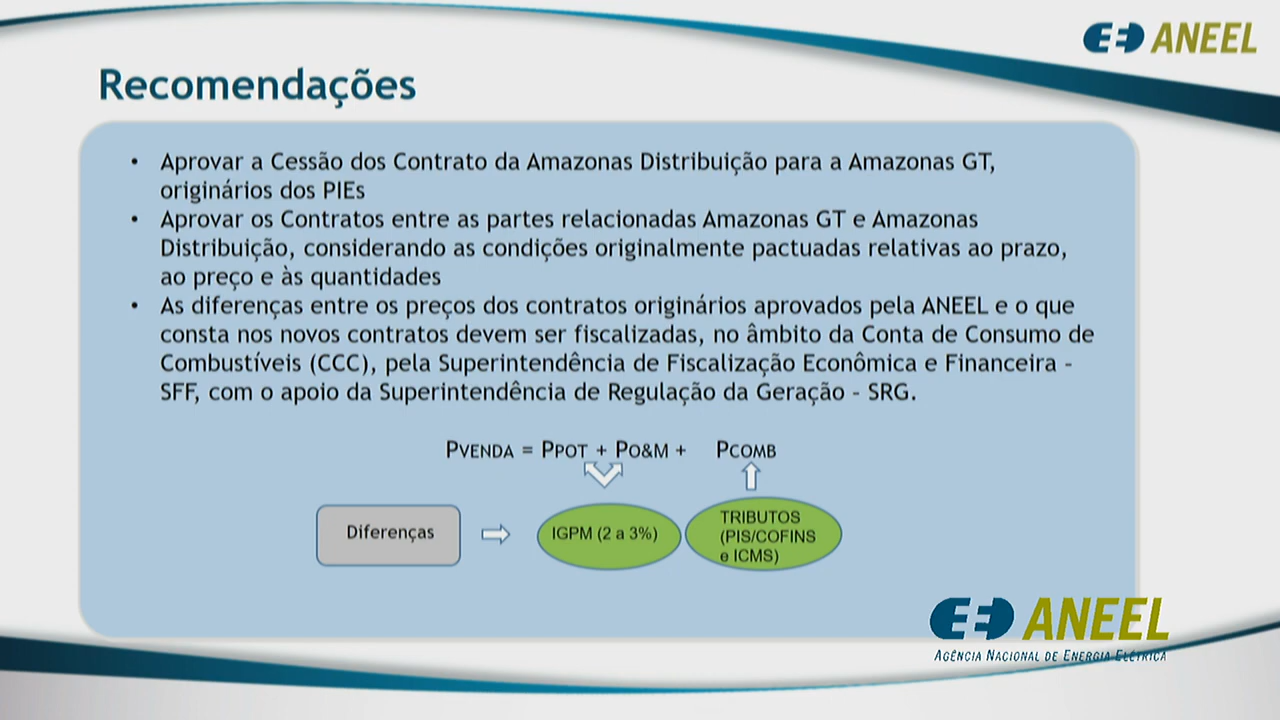 ANEEL
Recomendações
• Aprovar a Cessão dos Contrato da Amazonas Distribuição para a Amazonas GT,
originários dos PIEs
• Aprovar os Contratos entre as partes relacionadas Amazonas GT e Amazonas
Distribuição, considerando as condições originalmente pactuadas relativas ao prazo,
ao preço e às quantidades
• As diferenças entre os preços dos contratos originários aprovados pela ANEEL e o que
consta nos novos contratos devem ser fiscalizadas, no âmbito da Conta de Consumo de
Combustíveis (CCC), pela Superintendência de Fiscalização Econômica e Financeira –
SFF, com o apoio da Superintendência de Regulação da Geração – SRG.
PVENDA = PPOT + PO&M + PCOMB
Diferenças
IGPM (2 a 3%)
TRIBUTOS
(PIS/COFINS
e ICMS)
ANEEL
AGÊNCIA NACIONAL DE ENERGIA ELÉTRICA